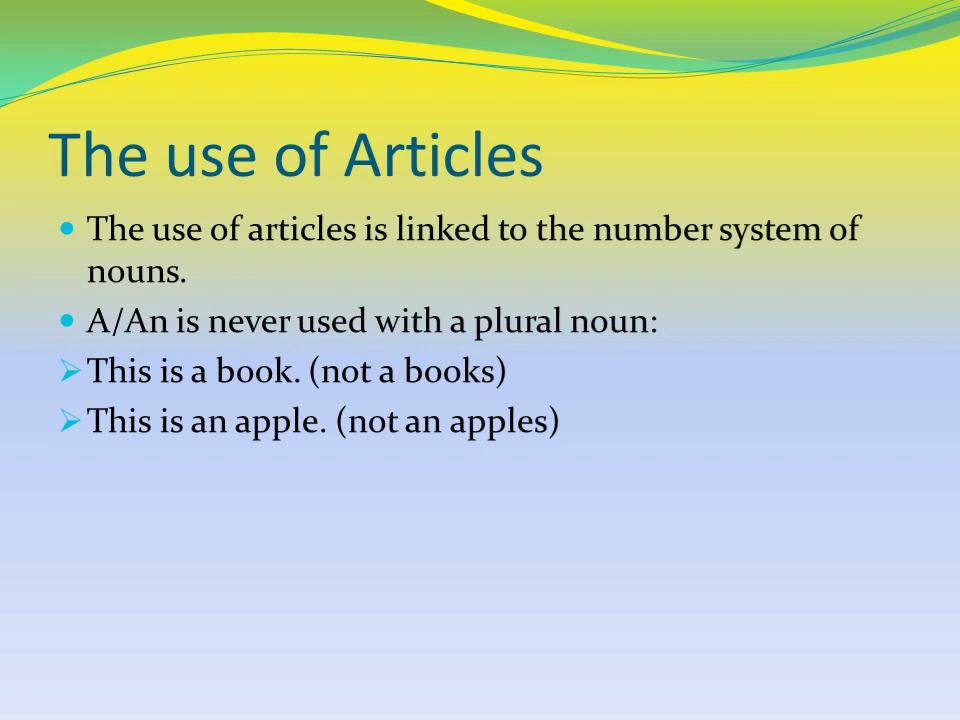 The use of Articles
The use of articles is linked to the number system of
nouns.
A/An is never used with a plural noun:
This is a book. (not a books)
This is an apple. (not an apples)